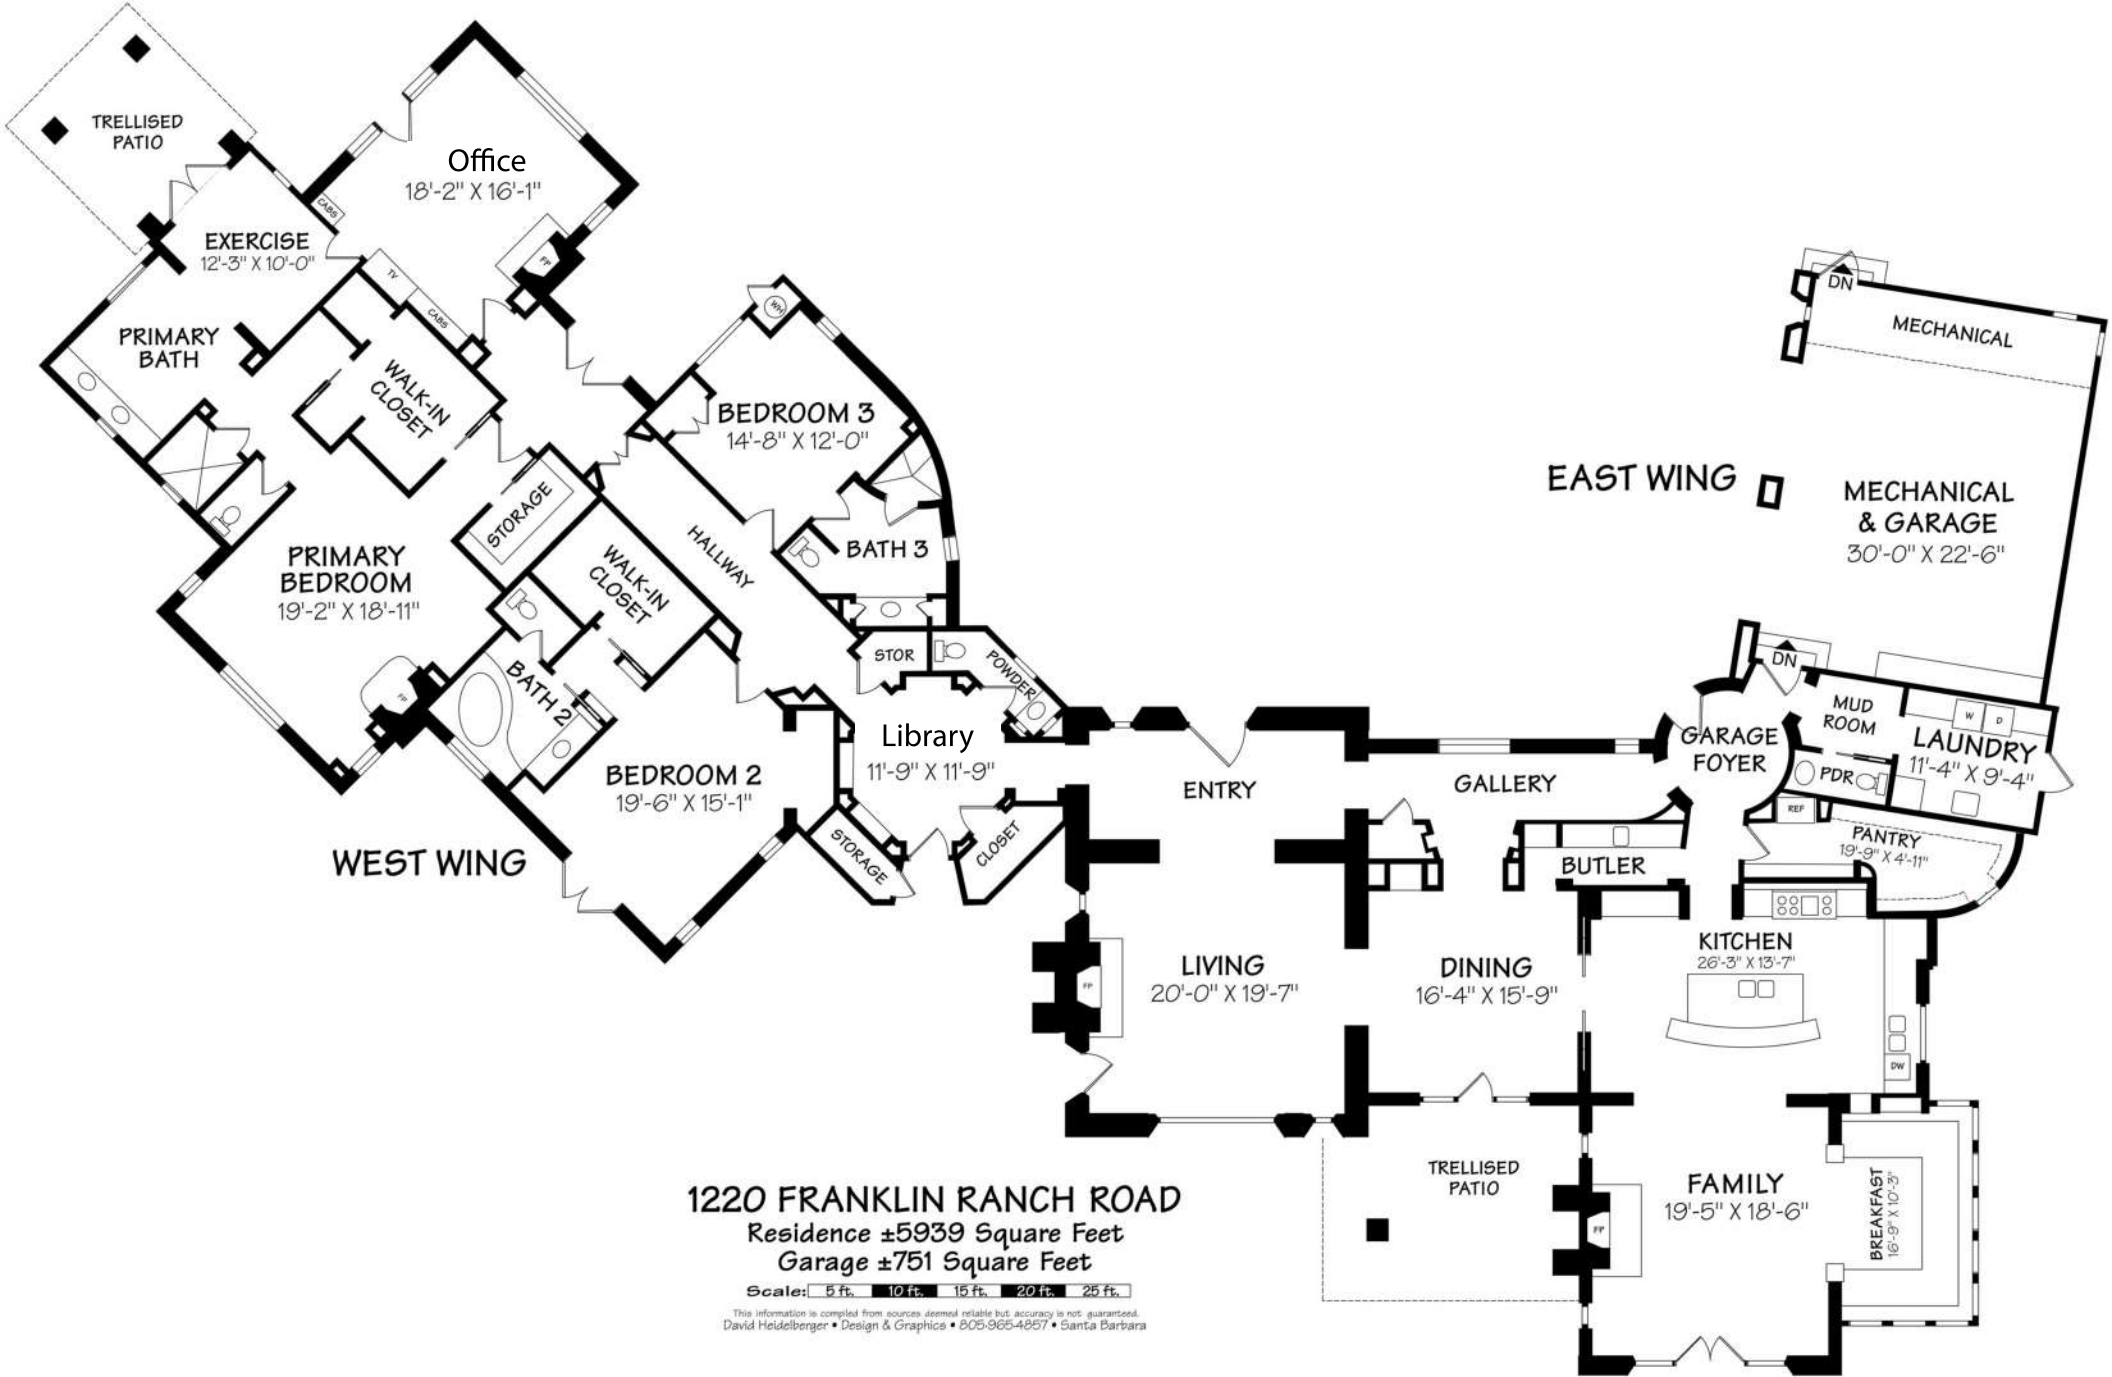 TRELLISED
PATIO
Office
18'-2" X 16'-1"
CABS
EXERCISE
12'-3" X 10'-0"
FP
TV
CABS
PRIMARY
BATH
WALK-IN
CLOSET
WH
BEDROOM 3
14'-8" X 12'-0"
STORAGE
HALLWAY
BATH 3
PRIMARY
BEDROOM
19'-2" X 18'-11"
WALK-IN
CLOSET
FP
BATH 2
STOR
POWDER
BEDROOM 2
19'-6" X 15'-1"
Library
11'-9" X 11'-9"
STORAGE
CLOSET
WEST WING
ENTRY
GALLERY
LIVING
20'-0" X 19'-7"
FP
DINING
16'-4" X 15'-9"
BUTLER
EAST WING
DN
MECHANICAL
MECHANICAL
& GARAGE
30'-0" X 22'-6"
DN
MUD
ROOM
W
D
GARAGE
FOYER
LAUNDRY
11'-4" X 9'-4"
PDR
REF
PANTRY
19'-9" X 4'-11"
KITCHEN
26'-3" X 13'-7"
DW
TRELLISED
PATIO
FAMILY
19'-5" X 18'-6"
FP
BREAKFAST
16'-9" X 10'-3"
1220 FRANKLIN RANCH ROAD
Residence ±5939 Square Feet
Garage ±751 Square Feet
Scale: 5 ft. 10 ft. 15 ft. 20 ft. 25 ft.
This information is compiled from sources deemed reliable but accuracy is not guaranteed.
David Heidelberger • Design & Graphics • 805-965-4857 • Santa Barbara